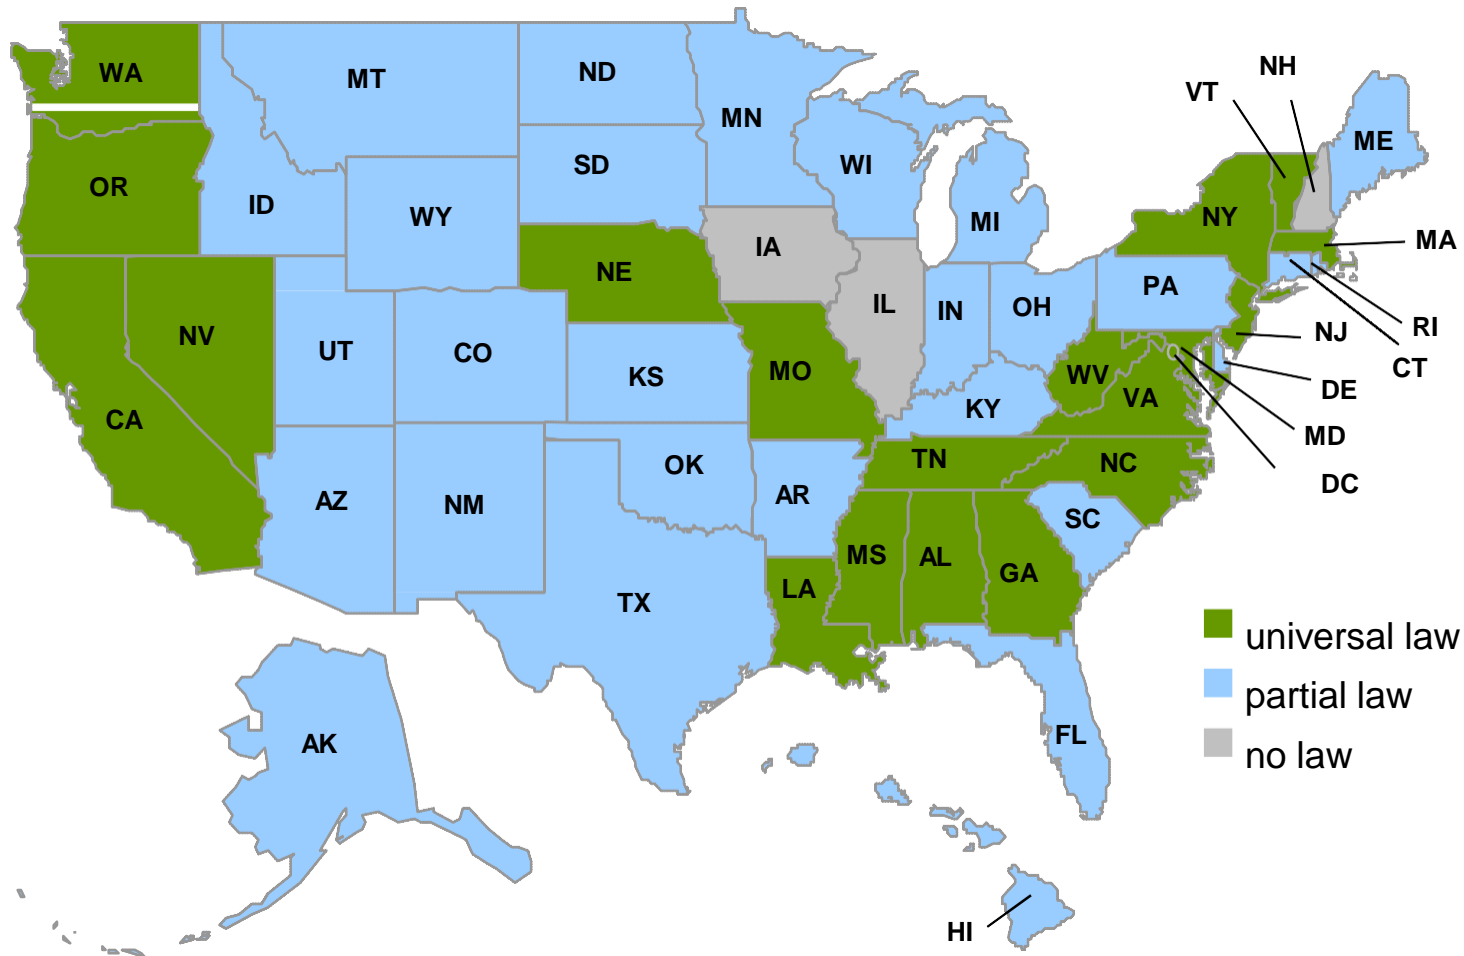 WA
MT
ND
MN
NH
VT
ME
OR
ID
WY
SD
WI
MI
NY
MA
IA
NE
IL
IN
OH
PA
NV
UT
CO
KS
MO
WV
VA
NJ
RI
CT
DE
CA
KY
MD
DC
AZ
NM
OK
AR
TN
NC
SC
TX
LA
MS
AL
GA
AK
FL
HI
universal law
partial law
no law